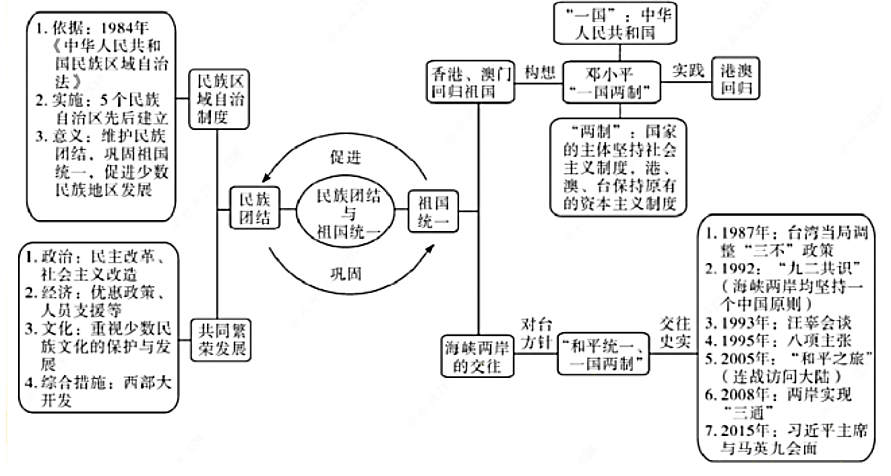 1. 依据：1984年
《中华人民共和
国民族区域自治
法》
2. 实施：5个民族
自治区先后建立
3. 意义：维护民族
团结，巩固祖国
统一，促进少数
民族地区发展
民族区
域自治
制度
1. 政治：民主改革、
社会主义改造
2. 经济：优惠政策、
人员支援等
3. 文化：重视少数民
族文化的保护与发
展
4. 综合措施：西部大
开发
共同繁
荣发展
民族
团结
促进
民族团结
与
祖国统一
巩固
祖国
统一
香港、澳门
回归祖国
构想
“一国”：中华
人民共和国
邓小平
“一国两制”
实践
港澳
回归
“两制”：国家
的主体坚持社会
主义制度，港、
澳、台保持原有
的资本主义制度
海峡两岸
的交往
对台
方针
“和平统一、
一国两制”
交往
史实
1. 1987年：台湾当局调
整“三不”政策
2. 1992：“九二共识”
（海峡两岸均坚持一
个中国原则）
3. 1993年：汪辜会谈
4. 1995年：八项主张
5. 2005年：“和平之旅”
（连战访问大陆）
6. 2008年：两岸实现
“三通”
7. 2015年：习近平主席
与马英九会面